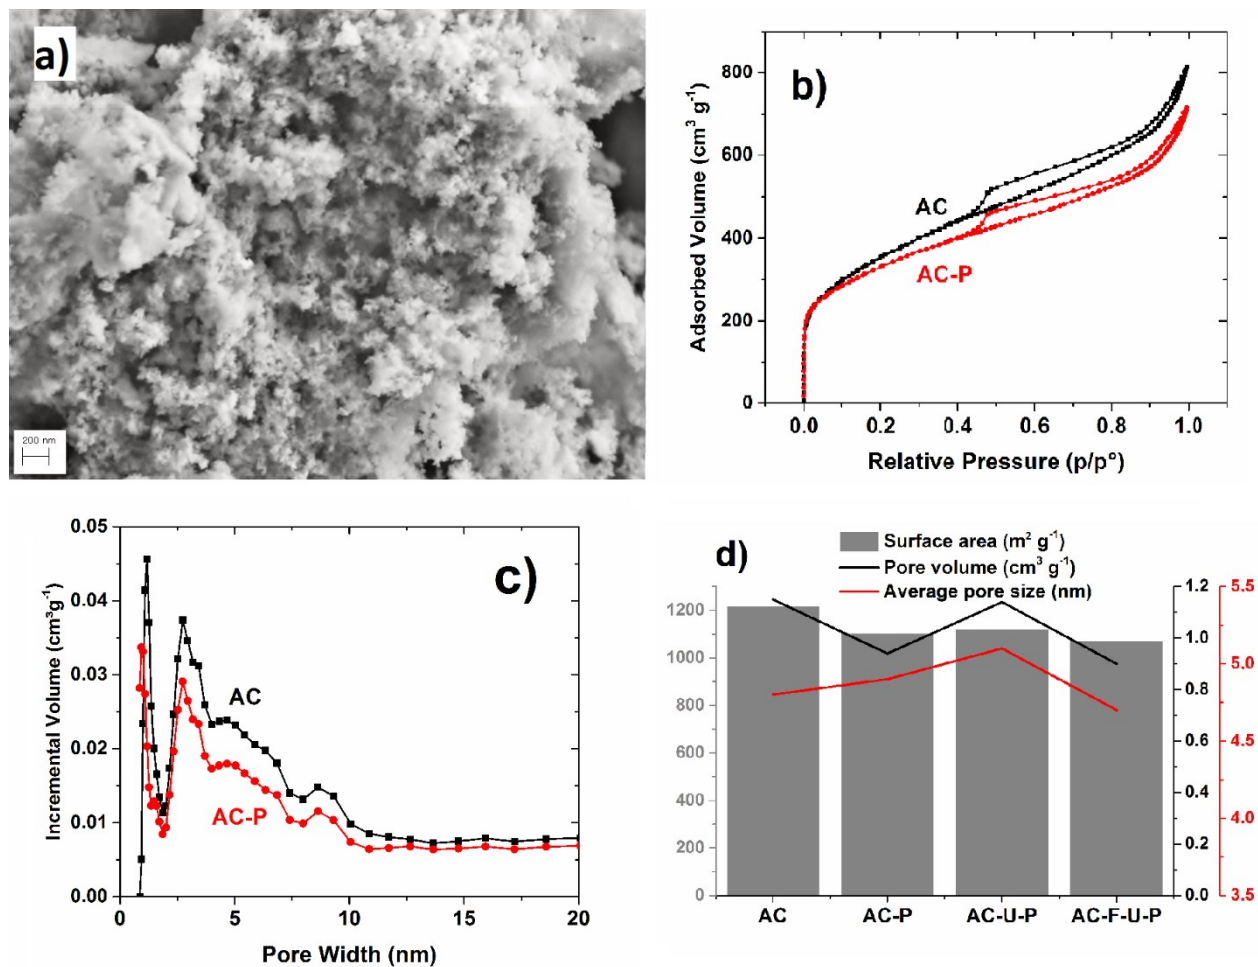 a)
200 nm
b)
Adsorbed Volume (cm³ g⁻¹)
800
600
400
200
0
AC
AC-P
0.0 0.2 0.4 0.6 0.8 1.0
Relative Pressure (p/p°)
c)
Incremental Volume (cm³g⁻¹)
0.05
0.04
0.03
0.02
0.01
0.00
AC
AC-P
0 5 10 15 20
Pore Width (nm)
d)
Surface area (m² g⁻¹)
Pore volume (cm³ g⁻¹)
Average pore size (nm)
1200
1000
800
600
400
200
0
1.2
1.0
0.8
0.6
0.4
0.2
0.0
5.5
5.0
4.5
4.0
3.5
AC AC-P AC-U-P AC-F-U-P